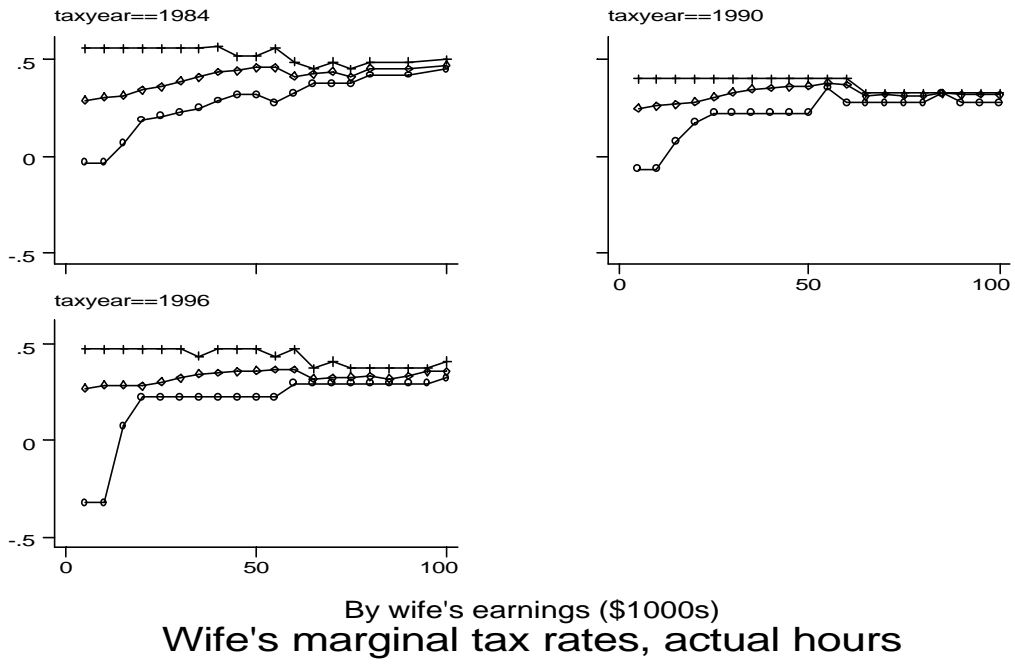 taxyear==1984
taxyear==1990
.5
0
-.5
0
50
100
taxyear==1996
.5
0
-.5
0
50
100
By wife's earnings ($1000s)
Wife's marginal tax rates, actual hours